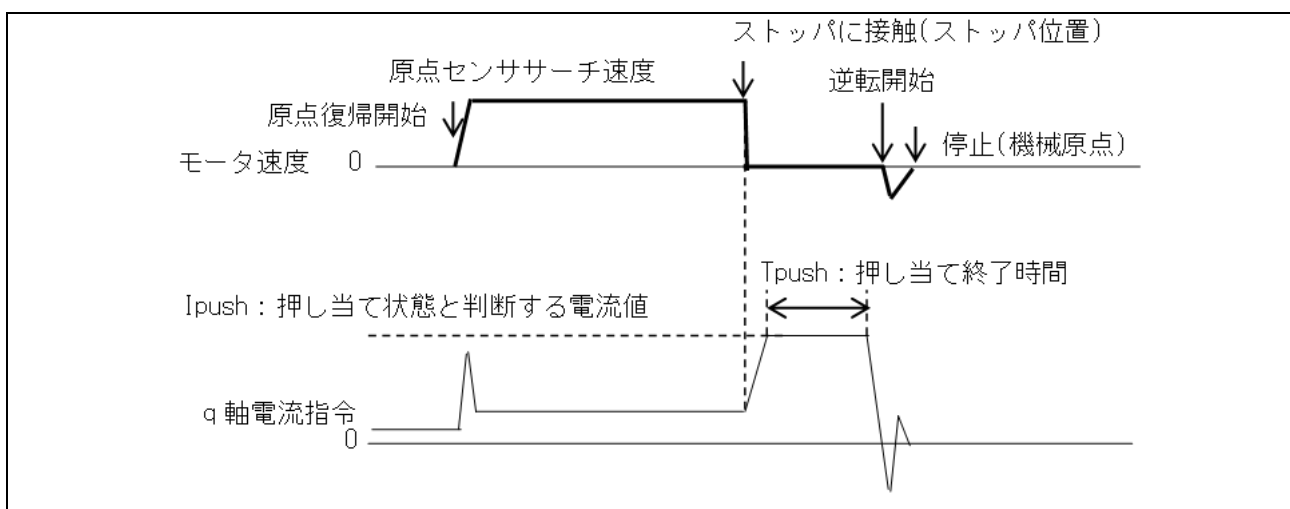 ストッパに接触(ストッパ位置)
原点センササーチ速度
逆転開始
原点復帰開始
停止(機械原点)
モータ速度 0
Tpush：押し当て終了時間
Ipush：押し当て状態と判断する電流値
q軸電流指令
0